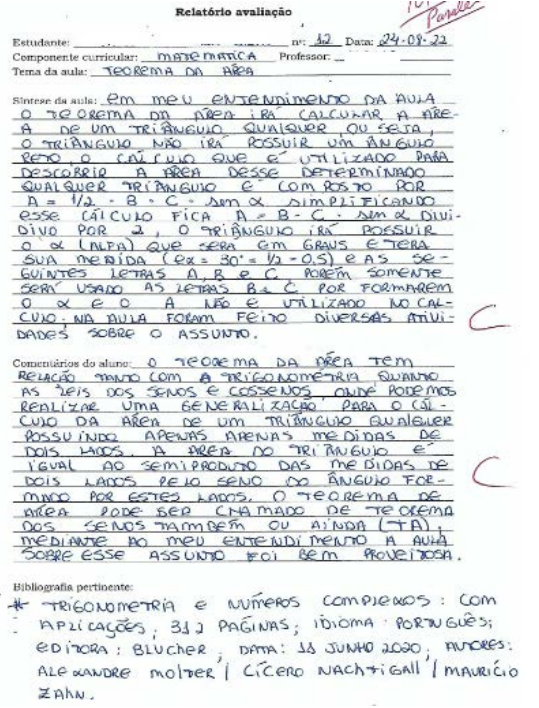 Relatório avaliação
Parale
Estudante: nº: 12 Data: 24-08-22
Componente curricular: MATEMATICA Professor:
Tema da aula: TEOREMA DA ÁREA
Síntese da aula: EM MEU ENTENDIMENTO DA AULA
O TEOREMA DA ÁREA IRÁ CALCULAR A ÁRE-
A DE UM TRIÂNGULO QUALQUER, OU SEJA,
O TRIÂNGULO NÃO IRÁ POSSUIR UM ÂNGULO
RETO, O CALCULO QUE É UTILIZADO PARA
DESCOBRIR A ÁREA DESSE DETERMINADO
QUALQUER TRIÂNGULO É COMPOSTO POR
A = 1/2 . B . C . sen α SIMPLIFICANDO
ESSE CÁLCULO FICA A = B . C . sen α DIVI-
DIVO POR 2, O TRIÂNGULO IRÁ POSSUIR
O α (ALFA) QUE SERÁ EM GRAUS E TERA
SUA MEDIDA (EX = 30° = 1/2 - 0,5) E AS SE-
GUINTES LETRAS A, B e C, POREM SOMENTE
SERÁ USADO AS LETRAS B e C POR FORMAREM
O α E O A NÃO É UTILIZADO NO CAL-
CULO. NA AULA FORAM FEITO DIVERSAS ATIVI-
DADES SOBRE O ASSUNTO. C
Comentários do aluno: O TEOREMA DA ÁREA TEM
RELAÇÃO TANTO COM A TRIGONOMETRIA QUANTO
AS LEIS DOS SENOS E COSSENOS ONDE PODEMOS
REALIZAR UMA GENERALIZAÇÃO PARA O CÁL-
CULO DA ÁREA DE UM TRIÂNGULO QUALQUER
POSSUINDO APENAS APENAS MEDIDAS DE
DOIS LADOS. A ÁREA DO TRIÂNGULO É
IGUAL AO SEMIPRODUTO DAS MEDIDAS DE
DOIS LADOS PELO SENO DO ÂNGULO FOR-
MADO POR ESTES LADOS. O TEOREMA DE
ÁREA PODE SER CHAMADO DE TEOREMA
DOS SENOS TAMBÉM OU AINDA (TA),
MEDIANTE AO MEU ENTENDIMENTO A AULA
SOBRE ESSE ASSUNTO FOI BEM PROVEITOSA. C
Bibliografia pertinente:
* TRIGONOMETRIA E NUMEROS COMPLEXOS: COM
APLICAÇÕES; 312 PAGINAS; IDIOMA: PORTUGUÊS;
EDITORA: BLUCHER; DATA: 11 JUNHO 2020; AUTORES:
ALEXANDRE MOLTER / CÍCERO NACHTIGALL / MAURÍCIO
ZAHN.